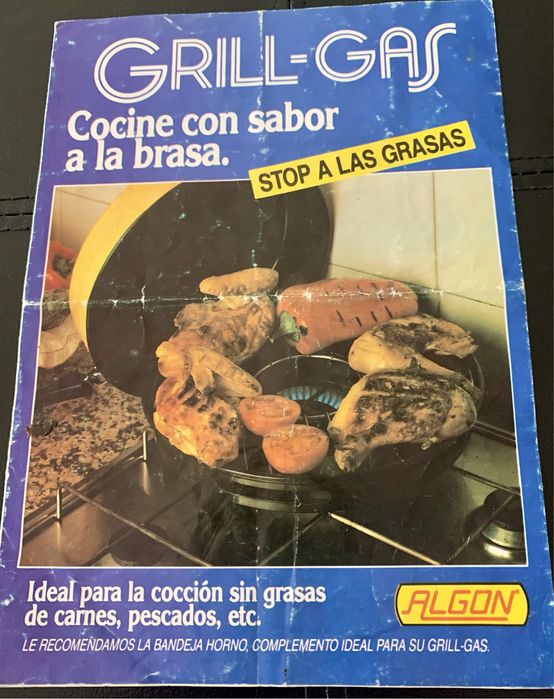 GRILL-GAS
Cocine con sabor
a la brasa.
STOP A LAS GRASAS
Ideal para la cocción sin grasas
de carnes, pescados, etc.
ALGON®
LE RECOMENDAMOS LA BANDEJA HORNO, COMPLEMENTO IDEAL PARA SU GRILL-GAS.